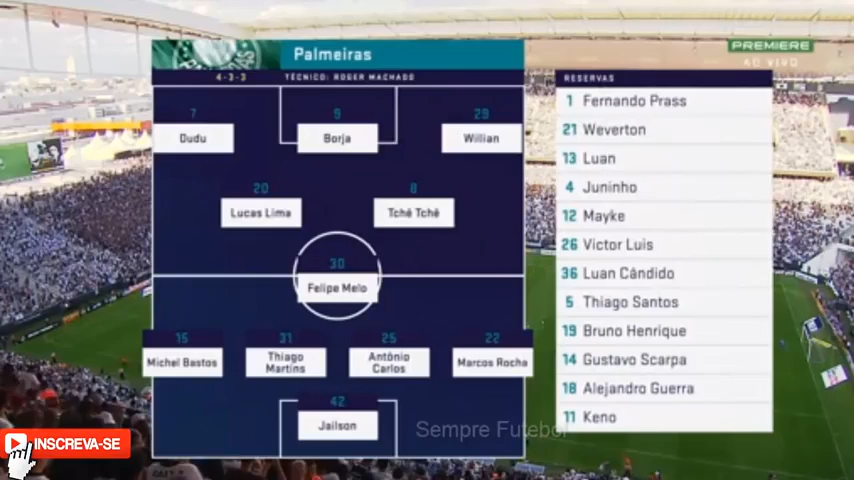 Palmeiras
PREMIERE
AO VIVO
4-3-3
TÉCNICO: ROGER MACHADO
RESERVAS
7
Dudu
9
Borja
29
Willian
20
Lucas Lima
8
Tchê Tchê
30
Felipe Melo
15
Michel Bastos
31
Thiago
Martins
25
Antônio
Carlos
22
Marcos Rocha
42
Jailson
1 Fernando Prass
21 Weverton
13 Luan
4 Juninho
12 Mayke
26 Victor Luis
36 Luan Cândido
5 Thiago Santos
19 Bruno Henrique
14 Gustavo Scarpa
18 Alejandro Guerra
11 Keno
Sempre Futebol
INSCREVA-SE